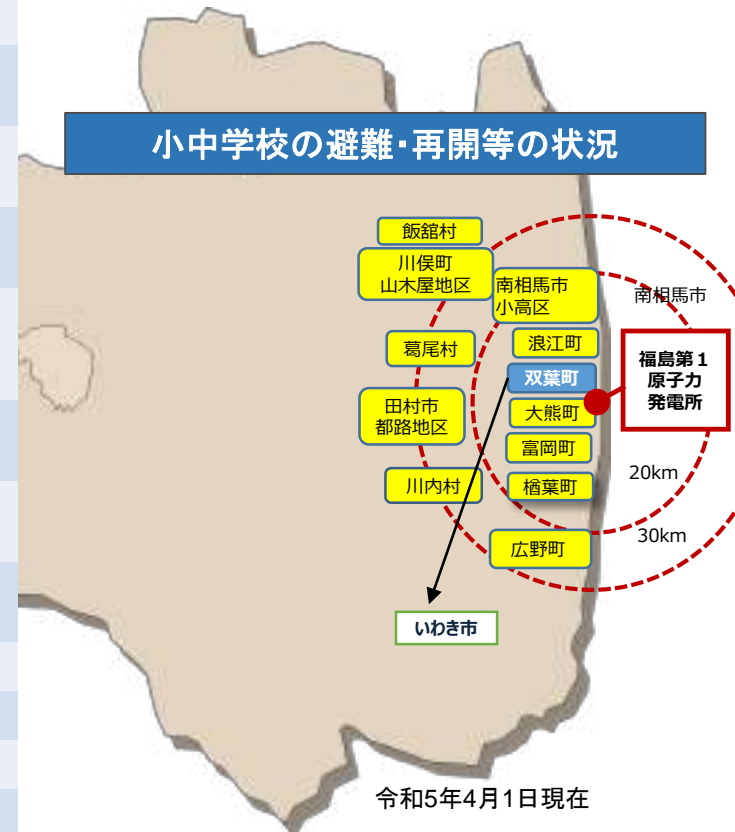 小中学校の避難・再開等の状況
飯舘村
川俣町
山木屋地区
南相馬市
小高区
南相馬市
浪江町
葛尾村
双葉町
福島第1
原子力
発電所
大熊町
田村市
都路地区
富岡町
川内村
楢葉町
20km
30km
広野町
いわき市
令和5年4月1日現在